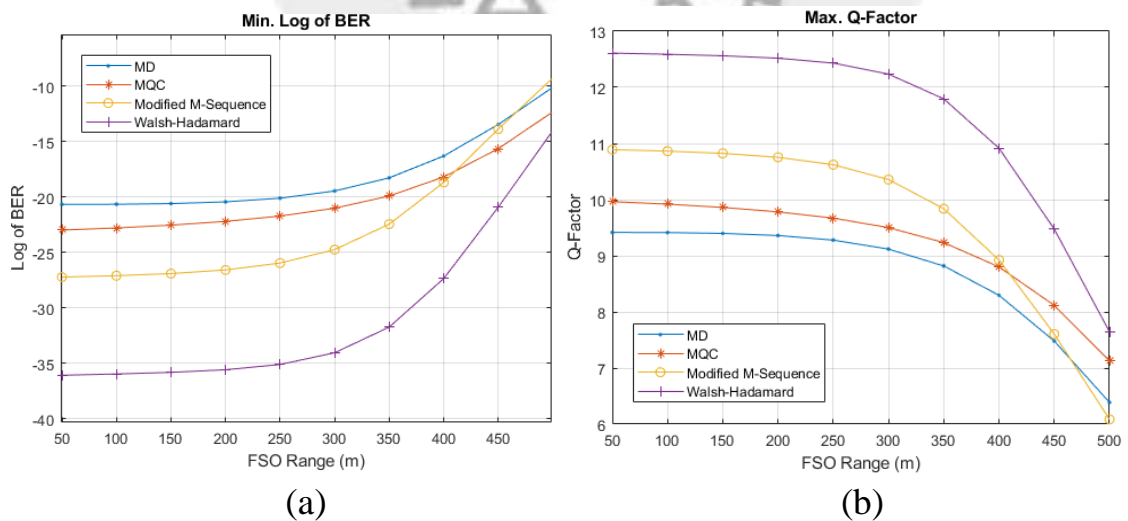 Min. Log of BER
MD
MQC
Modified M-Sequence
Walsh-Hadamard
-10
-15
-20
-25
-30
-35
-40
Log of BER
50 100 150 200 250 300 350 400 450
FSO Range (m)
(a)
Max. Q-Factor
13
12
11
10
9
8
7
6
Q-Factor
MD
MQC
Modified M-Sequence
Walsh-Hadamard
50 100 150 200 250 300 350 400 450 500
FSO Range (m)
(b)